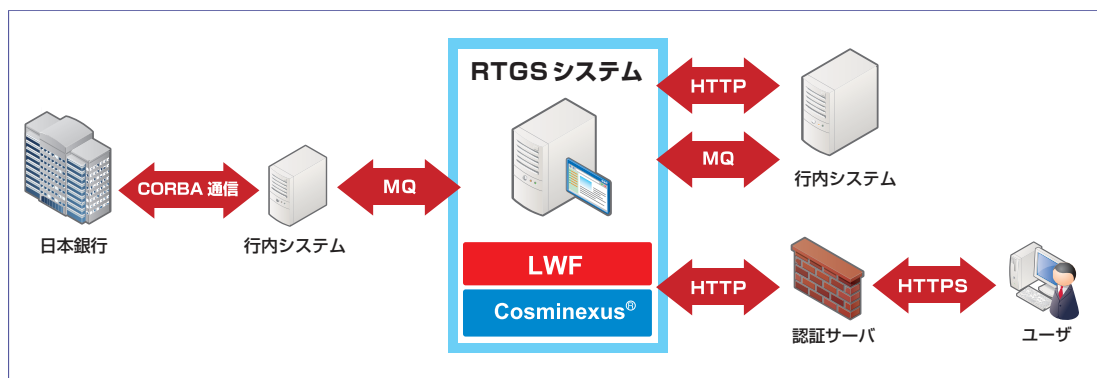 RTGSシステム
HTTP
MQ
行内システム
CORBA 通信
MQ
日本銀行
行内システム
LWF
Cosminexus®
HTTP
HTTPS
認証サーバ
ユーザ